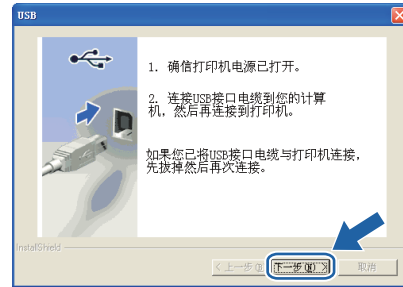 USB
1. 确信打印机电源已打开。
2. 连接USB接口电缆到您的计算
机，然后再连接到打印机。
如果您已将USB接口电缆与打印机连接，
先拔掉然后再次连接。
InstallShield
< 上一步(B)
下一步(N) >
取消